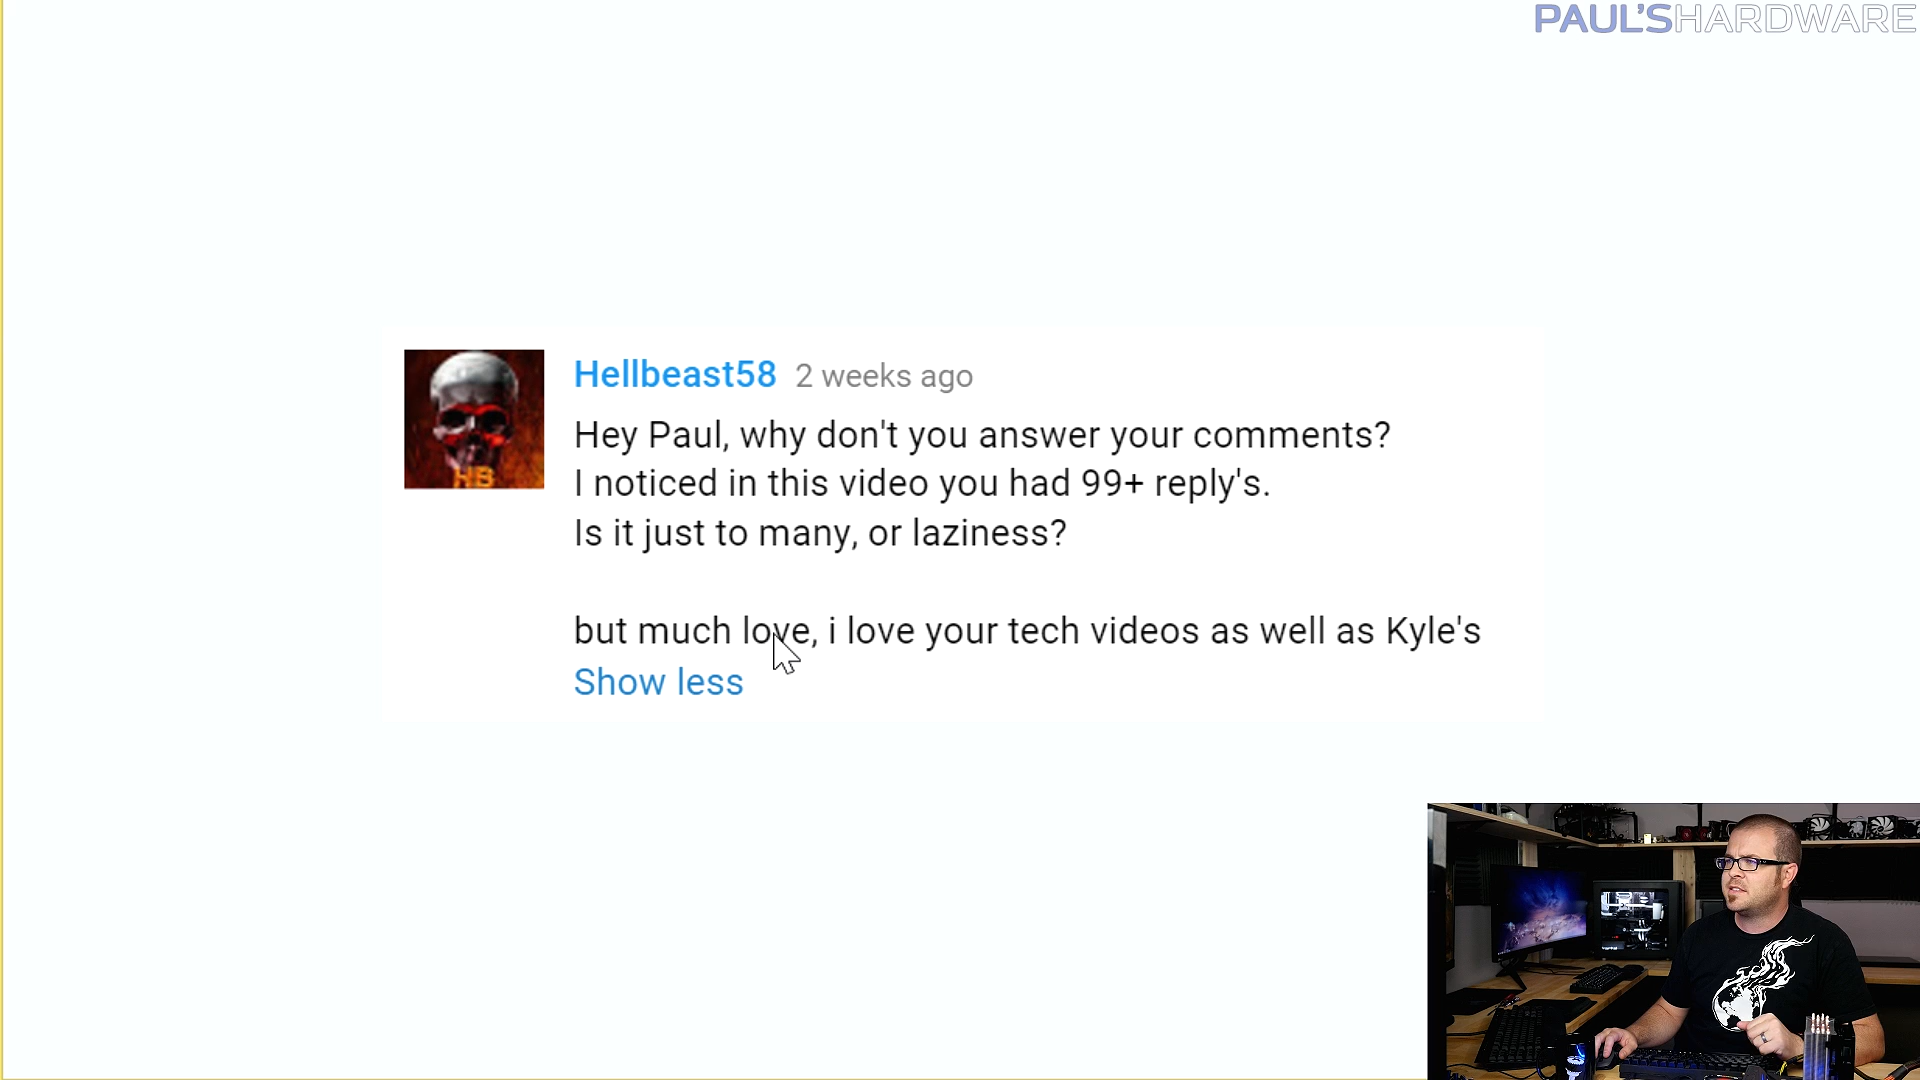 PAUL'SHARDWARE
Hellbeast58 2 weeks ago
Hey Paul, why don't you answer your comments?
I noticed in this video you had 99+ reply's.
Is it just to many, or laziness?
but much love, i love your tech videos as well as Kyle's
Show less
HB